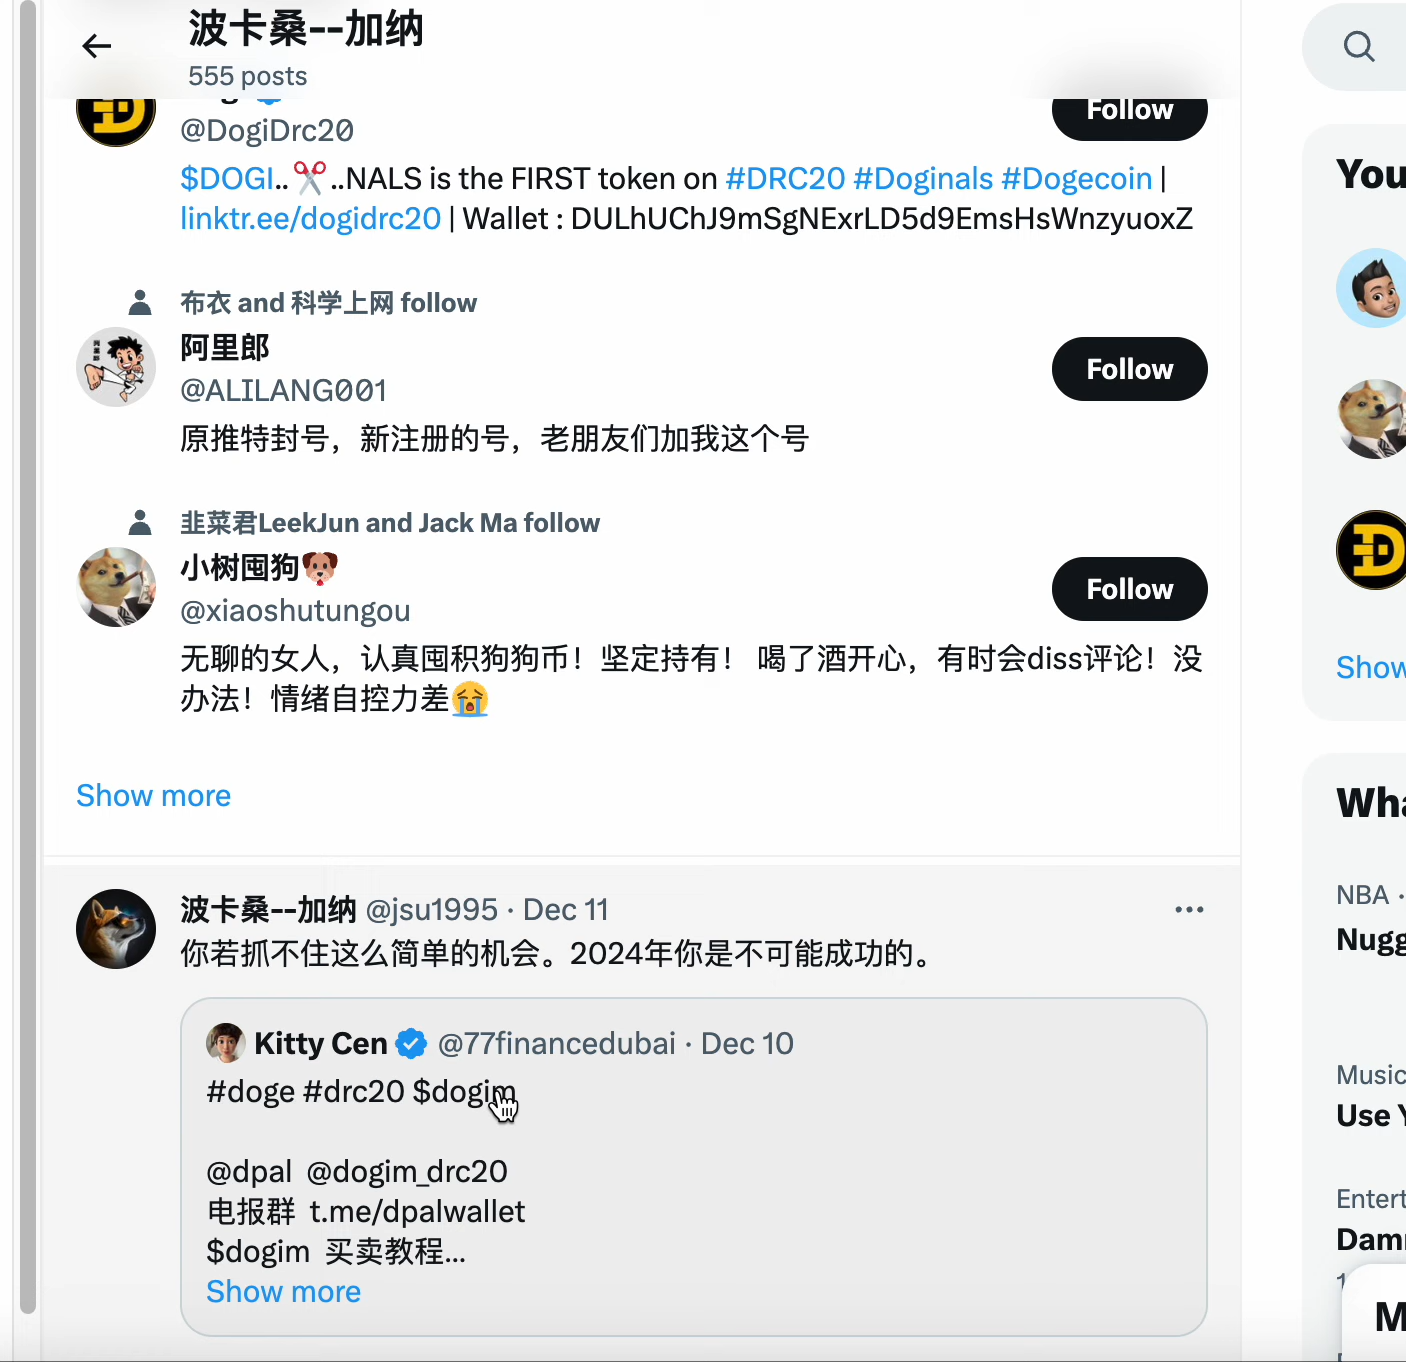 波卡桑--加纳
555 posts
@DogiDrc20
Follow
$DOGI..✂️..NALS is the FIRST token on #DRC20 #Doginals #Dogecoin |
linktr.ee/dogidrc20 | Wallet : DULhUChJ9mSgNExrLD5d9EmsHsWnzyuoxZ
布衣 and 科学上网 follow
阿里郎
@ALILANG001
Follow
原推特封号，新注册的号，老朋友们加我这个号
韭菜君LeekJun and Jack Ma follow
小树囤狗🐶
@xiaoshutungou
Follow
无聊的女人，认真囤积狗狗币！坚定持有！ 喝了酒开心，有时会diss评论！没
办法！情绪自控力差😭
Show more
波卡桑--加纳 @jsu1995 · Dec 11
你若抓不住这么简单的机会。2024年你是不可能成功的。
Kitty Cen @77financedubai · Dec 10
#doge #drc20 $dogim
@dpal @dogim_drc20
电报群 t.me/dpalwallet
$dogim 买卖教程...
Show more
You
Show
NBA ·
Nugg
Music
Use Y
Entert